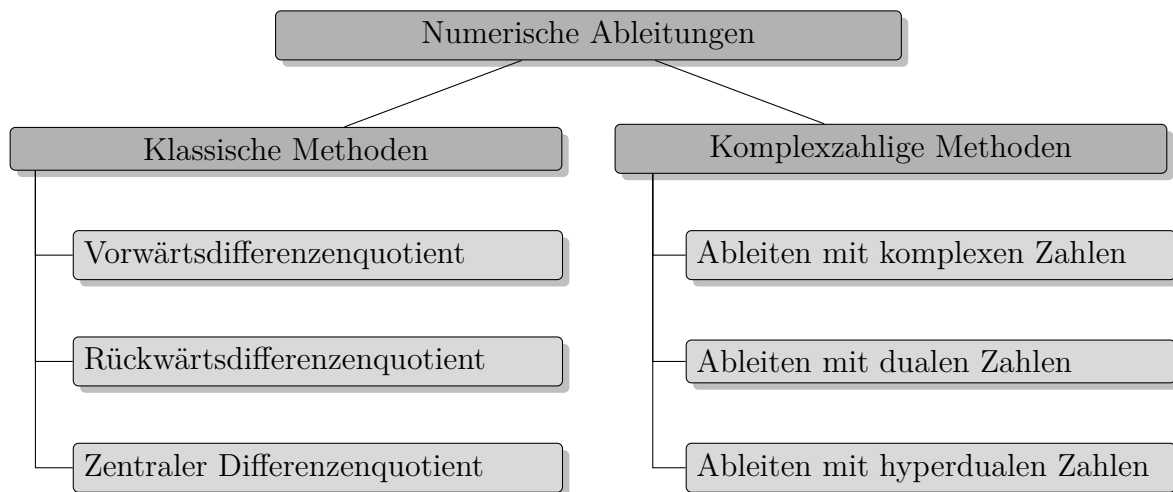 Numerische Ableitungen
Klassische Methoden
Vorwärtsdifferenzenquotient
Rückwärtsdifferenzenquotient
Zentraler Differenzenquotient
Komplexzahlige Methoden
Ableiten mit komplexen Zahlen
Ableiten mit dualen Zahlen
Ableiten mit hyperdualen Zahlen